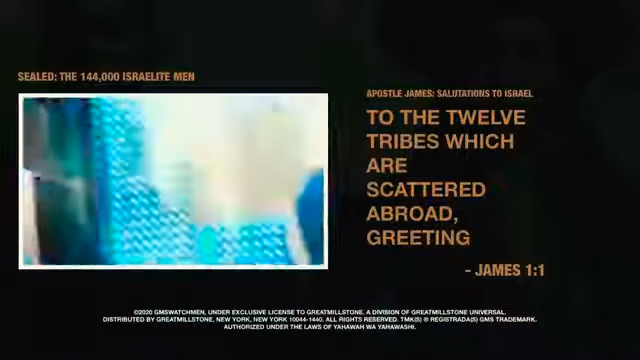 SEALED: THE 144,000 ISRAELITE MEN
APOSTLE JAMES: SALUTATIONS TO ISRAEL
TO THE TWELVE
TRIBES WHICH
ARE
SCATTERED
ABROAD,
GREETING
- JAMES 1:1
©2020 GMSWATCHMEN, UNDER EXCLUSIVE LICENSE TO GREATMILLSTONE. A DIVISION OF GREATMILLSTONE UNIVERSAL.
DISTRIBUTED BY GREATMILLSTONE, NEW YORK, NEW YORK 10044-1440. ALL RIGHTS RESERVED. TMK(S) ® REGISTRADA(S) GMS TRADEMARK.
AUTHORIZED UNDER THE LAWS OF YAHAWAH WA YAHAWASHI.